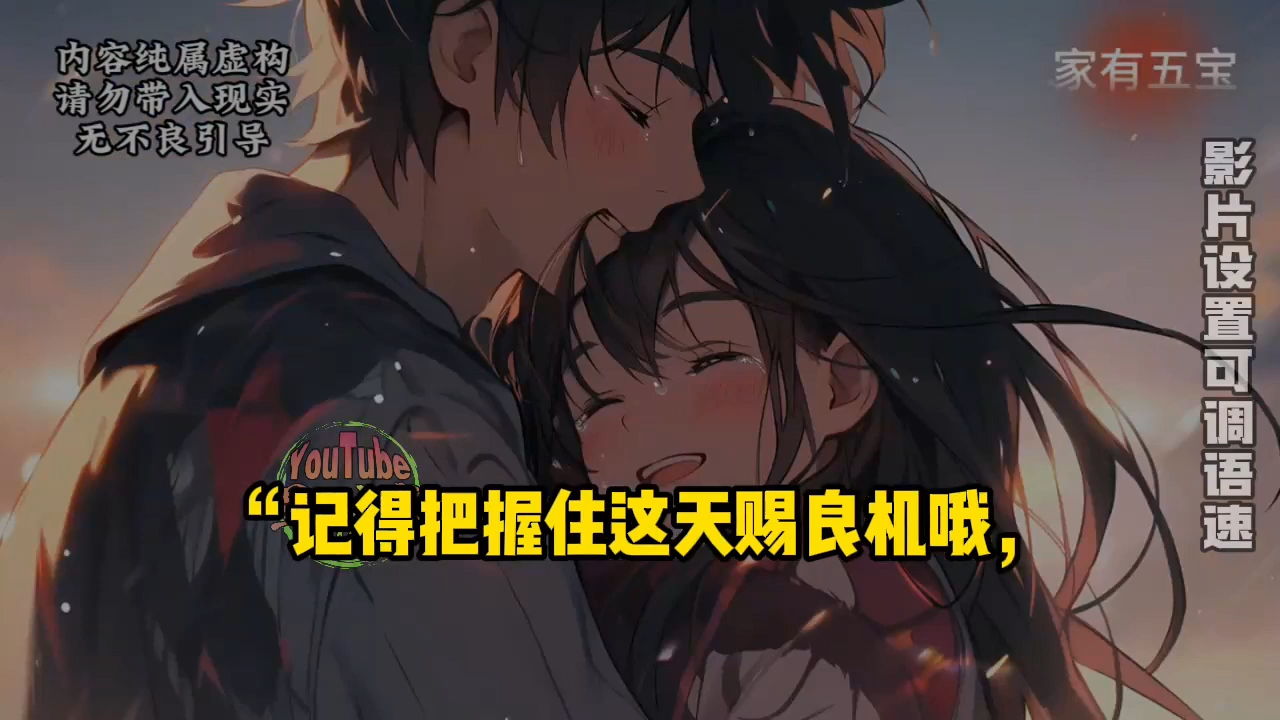 内容纯属虚构
请勿带入现实
无不良引导
家有五宝
影片设置可调语速
YouTube
“记得把握住这天赐良机哦，